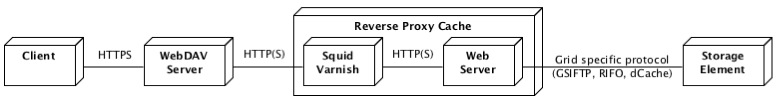 Reverse Proxy Cache
Client
HTTPS
WebDAV
Server
HTTP(S)
Squid
Varnish
HTTP(S)
Web
Server
Grid specific protocol
(GSIFTP, RIFO, dCache)
Storage
Element